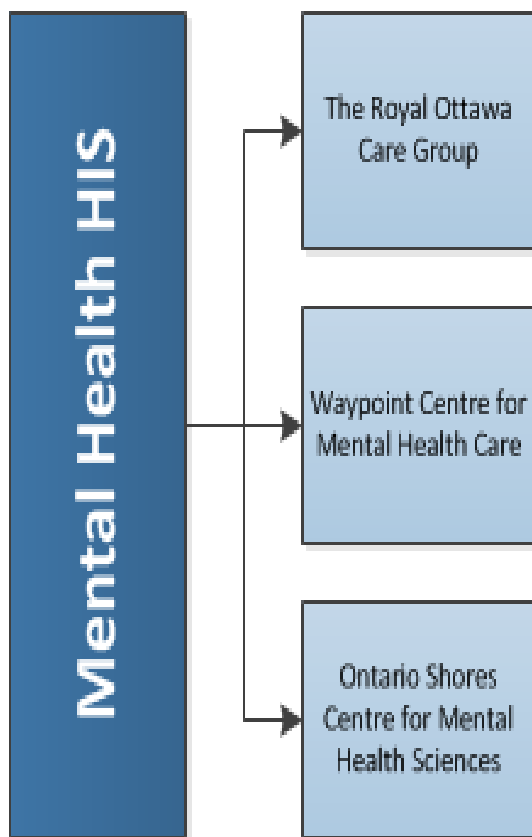 Mental Health HIS
The Royal Ottawa
Care Group
Waypoint Centre for
Mental Health Care
Ontario Shores
Centre for Mental
Health Sciences